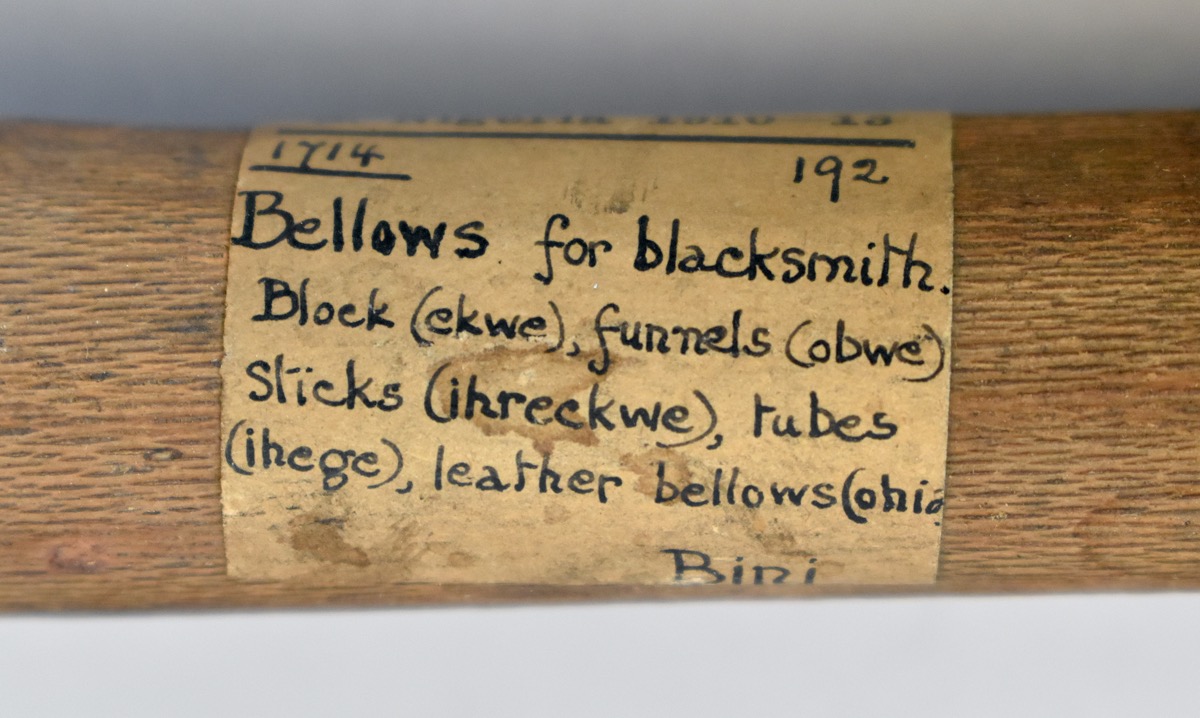 1714 192
Bellows for blacksmith.
Block (ekwe), funnels (obwe)
Sticks (ihreckwe), tubes
(ihege), leather bellows (ohia
Bini